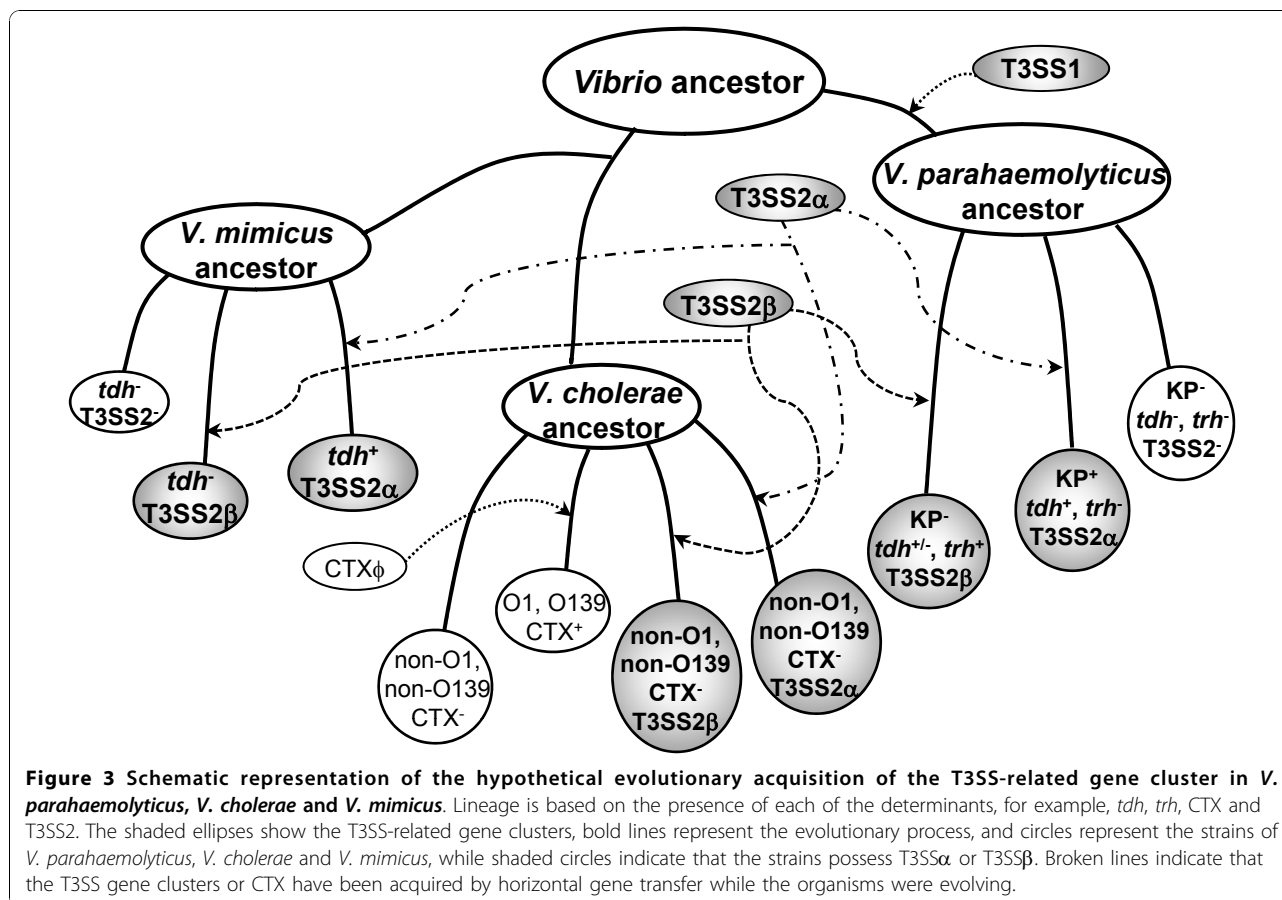 Vibrio ancestor
T3SS1
V. parahaemolyticus
ancestor
T3SS2α
V. mimicus
ancestor
T3SS2β
tdh⁻
T3SS2⁻
tdh⁻
T3SS2β
tdh⁺
T3SS2α
V. cholerae
ancestor
KP⁻
tdh⁻, trh⁻
T3SS2⁻
KP⁺
tdh⁺, trh⁻
T3SS2α
KP⁻
tdh⁺/⁻, trh⁺
T3SS2β
CTXϕ
non-O1,
non-O139
CTX⁻
O1, O139
CTX⁺
non-O1,
non-O139
CTX⁻
T3SS2β
non-O1,
non-O139
CTX⁻
T3SS2α
Figure 3 Schematic representation of the hypothetical evolutionary acquisition of the T3SS-related gene cluster in V.
parahaemolyticus, V. cholerae and V. mimicus. Lineage is based on the presence of each of the determinants, for example, tdh, trh, CTX and
T3SS2. The shaded ellipses show the T3SS-related gene clusters, bold lines represent the evolutionary process, and circles represent the strains of
V. parahaemolyticus, V. cholerae and V. mimicus, while shaded circles indicate that the strains possess T3SSα or T3SSβ. Broken lines indicate that
the T3SS gene clusters or CTX have been acquired by horizontal gene transfer while the organisms were evolving.